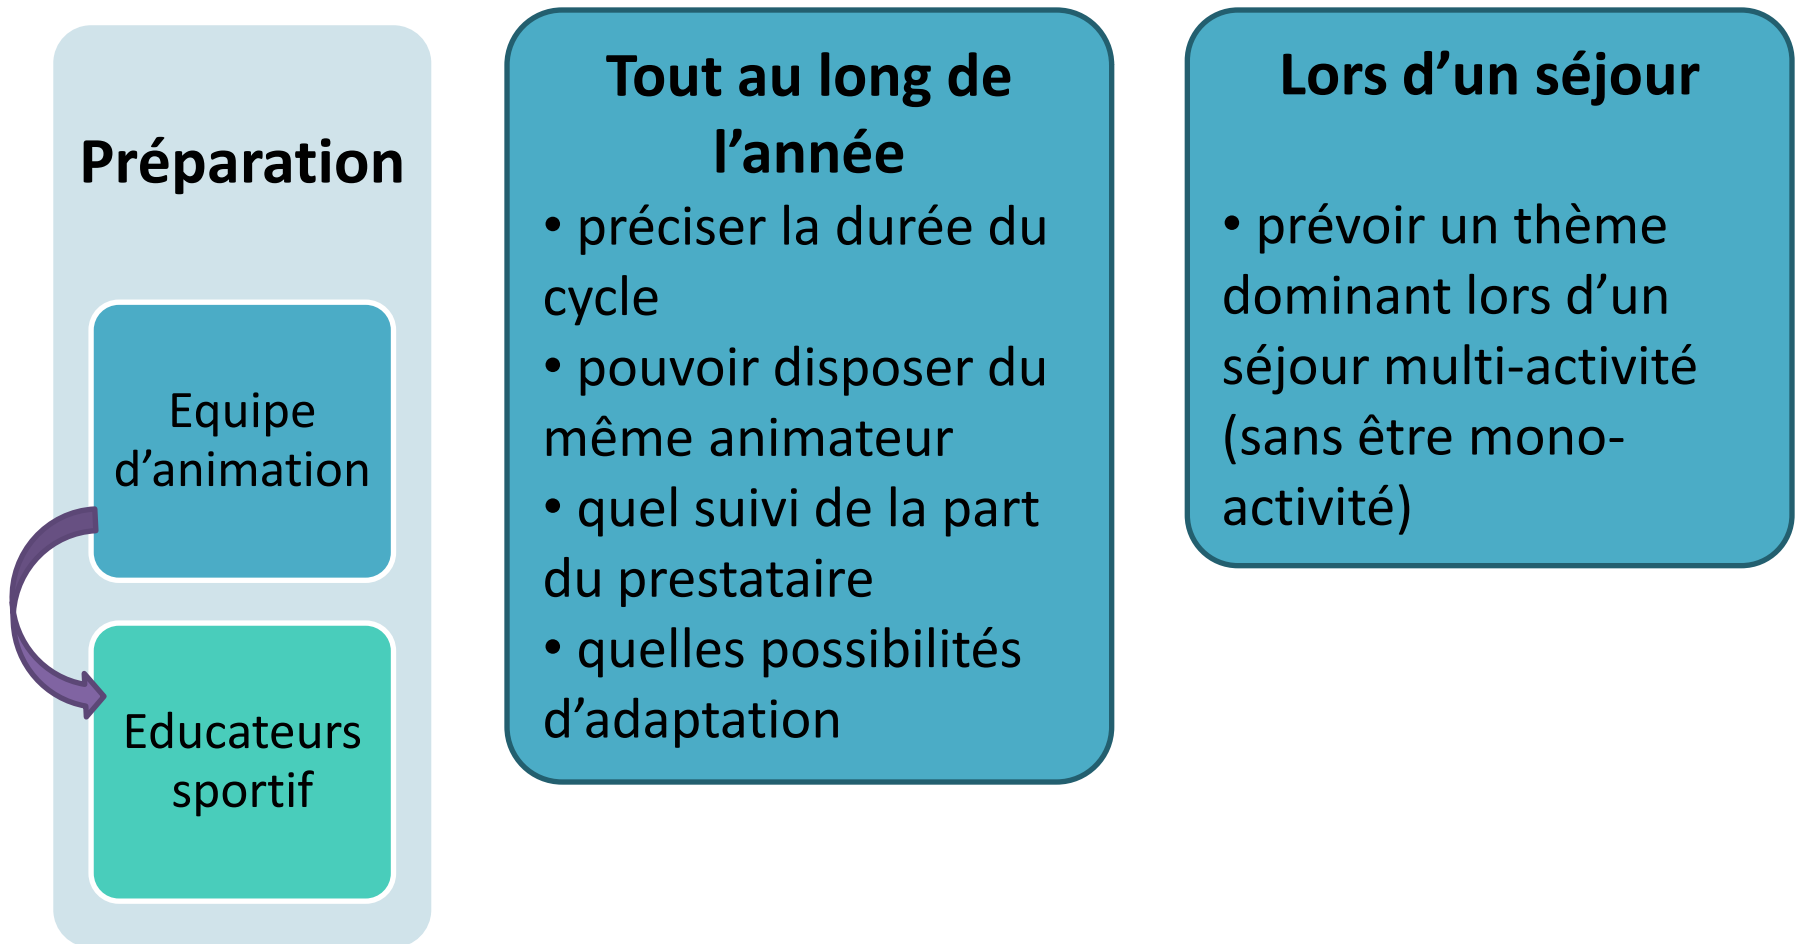 Préparation
Equipe
d’animation
Educateurs
sportif
Tout au long de
l’année
• préciser la durée du
cycle
• pouvoir disposer du
même animateur
• quel suivi de la part
du prestataire
• quelles possibilités
d’adaptation
Lors d’un séjour
• prévoir un thème
dominant lors d’un
séjour multi-activité
(sans être mono-
activité)